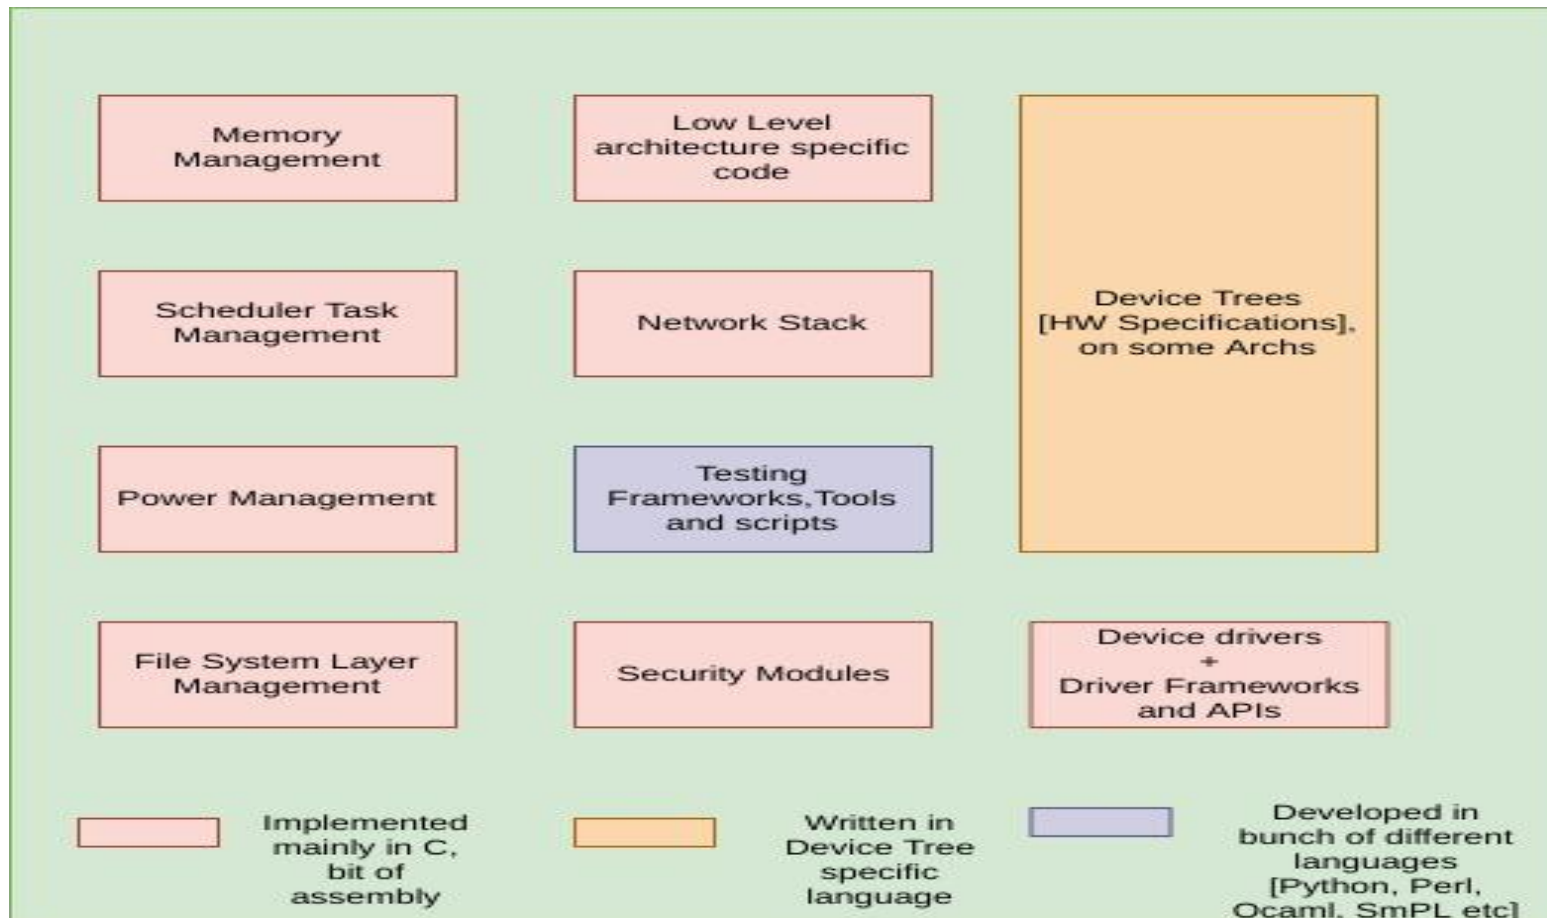 Memory
Management
Low Level
architecture specific
code
Device Trees
[HW Specifications],
on some Archs
Scheduler Task
Management
Network Stack
Power Management
Testing
Frameworks,Tools
and scripts
File System Layer
Management
Security Modules
Device drivers
+
Driver Frameworks
and APIs
Implemented
mainly in C,
bit of
assembly
Written in
Device Tree
specific
language
Developed in
bunch of different
languages
[Python, Perl,
Ocaml, SmPL etc]